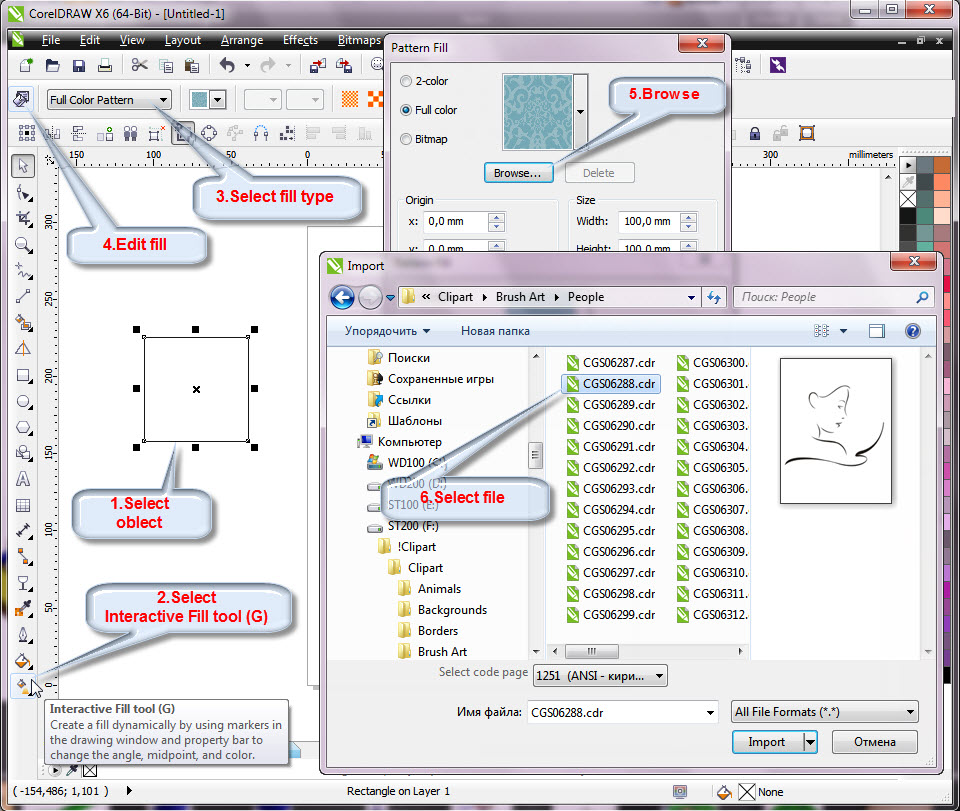 CorelDRAW X6 (64-Bit) - [Untitled-1]
File Edit View Layout Arrange Effects Bitmaps
Pattern Fill
2-color
Full color
Bitmap
5.Browse
Full Color Pattern
Browse...
Delete
150 100 50 0 300 millimeters
3.Select fill type
4.Edit fill
Origin
Size
x: 0,0 mm
Width: 100,0 mm
y: 0,0 mm
Height: 100,0 mm
300
250
200
150
100
50
0
Import
« Clipart Brush Art People
Поиск: People
Упорядочить Новая папка
Поиски
Сохраненные игры
Ссылки
Шаблоны
Компьютер
WD100 (C:)
WD200 (D:)
ST100 (E:)
ST200 (F:)
!Clipart
Clipart
Animals
Backgrounds
Borders
Brush Art
CGS06287.cdr
CGS06288.cdr
CGS06289.cdr
CGS06290.cdr
CGS06291.cdr
CGS06292.cdr
CGS06293.cdr
CGS06294.cdr
CGS06295.cdr
CGS06296.cdr
CGS06297.cdr
CGS06298.cdr
CGS06299.cdr
CGS06300.
CGS06301.
CGS06302.
CGS06303.
CGS06304.
CGS06305.
CGS06306.
CGS06307.
CGS06308.
CGS06309.
CGS06310.
CGS06311.
CGS06312.
6.Select file
1.Select
oblect
2.Select
Interactive Fill tool (G)
Select code page 1251 (ANSI - кири...
Имя файла: CGS06288.cdr
All File Formats (*.*)
Import
Отмена
Interactive Fill tool (G)
Create a fill dynamically by using markers in
the drawing window and property bar to
change the angle, midpoint, and color.
( -154,486; 1,101 )
Rectangle on Layer 1
None